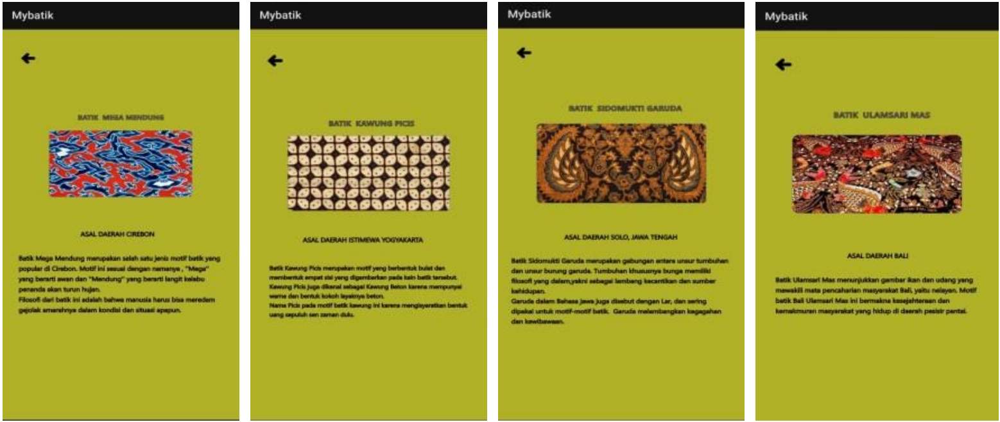 Mybatik
BATIK MEGA MENDUNG
ASAL DAERAH CIREBON
Batik Mega Mendung merupakan salah satu jenis motif batik yang
popular di Cirebon. Motif ini sesuai dengan namanya , "Mega"
yang berarti awan dan "Mendung" yang berarti langit kelabu
penanda akan turun hujan.
Filosofi dari batik ini adalah bahwa manusia harus bisa meredam
gejolak amarahnya dalam kondisi dan situasi apapun.
Mybatik
BATIK KAWUNG PICIS
ASAL DAERAH ISTIMEWA YOGYAKARTA
Batik Kawung Picis merupakan motif yang berbentuk bulat dan
membentuk empat sisi yang digambarkan pada kain batik tersebut.
Kawung Picis juga dikenal sebagai Kawung Beton karena mempunyai
warna dan bentuk kokoh layaknya beton.
Nama Picis pada motif batik kawung ini karena mengisyaratkan bentuk
uang sepuluh sen zaman dulu.
Mybatik
BATIK SIDOMUKTI GARUDA
ASAL DAERAH SOLO, JAWA TENGAH
Batik Sidomukti Garuda merupakan gabungan antara unsur tumbuhan
dan unsur burung garuda. Tumbuhan khususnya bunga memiliki
filosofi yang dalam,yakni sebagai lambang kecantikan dan sumber
kehidupan.
Garuda dalam Bahasa jawa juga disebut dengan Lar, dan sering
dipakai untuk motif-motif batik. Garuda melambangkan kegagahan
dan kewibawaan.
Mybatik
BATIK ULAMSARI MAS
ASAL DAERAH BALI
Batik Ulamsari Mas menunjukkan gambar ikan dan udang yang
mewakili mata pencaharian masyarakat Bali, yaitu nelayan. Motif
batik Bali Ulamsari Mas ini bermakna kesejahteraan dan
kemakmuran masyarakat yang hidup di daerah pesisir pantai.